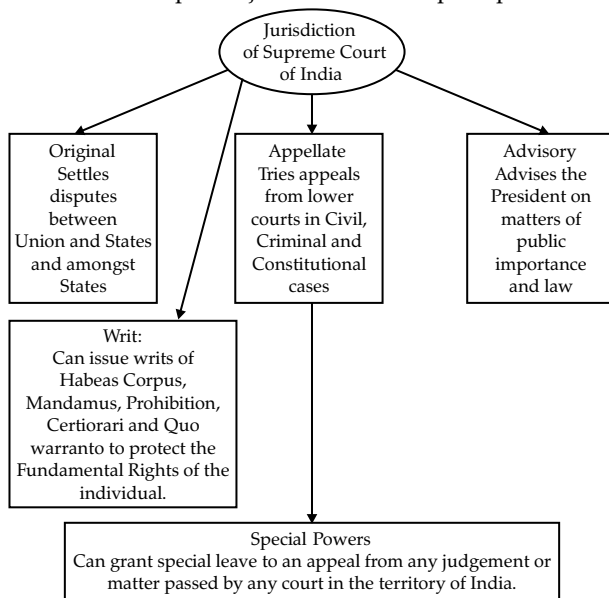 Jurisdiction
of Supreme Court
of India
Original
Settles
disputes
between
Union and States
and amongst
States
Appellate
Tries appeals
from lower
courts in Civil,
Criminal and
Constitutional
cases
Advisory
Advises the
President on
matters of
public
importance
and law
Writ:
Can issue writs of
Habeas Corpus,
Mandamus, Prohibition,
Certiorari and Quo
warranto to protect the
Fundamental Rights of the
individual.
Special Powers
Can grant special leave to an appeal from any judgement or
matter passed by any court in the territory of India.